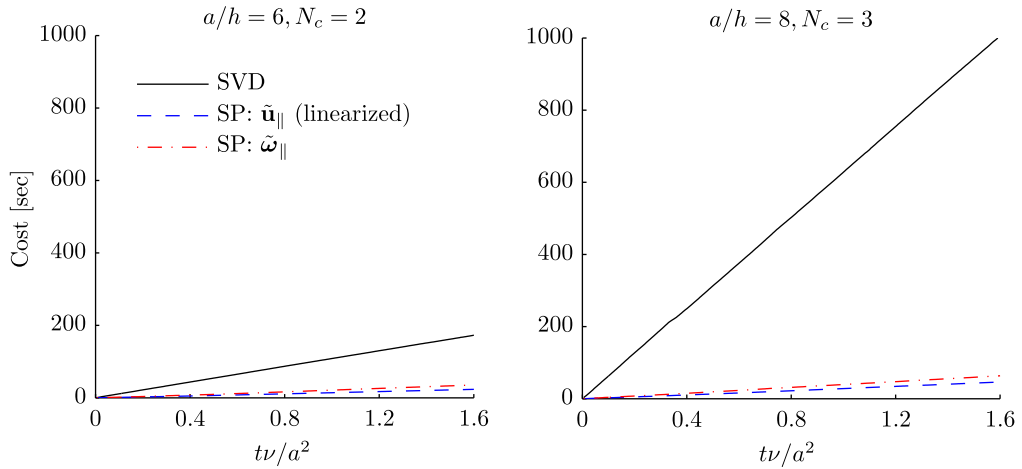 a/h = 6, N_c = 2
1000
800
600
400
200
0
Cost [sec]
SVD
SP: ũ_∥ (linearized)
SP: ω̃_∥
0 0.4 0.8 1.2 1.6
tν/a²
a/h = 8, N_c = 3
1000
800
600
400
200
0
0 0.4 0.8 1.2 1.6
tν/a²